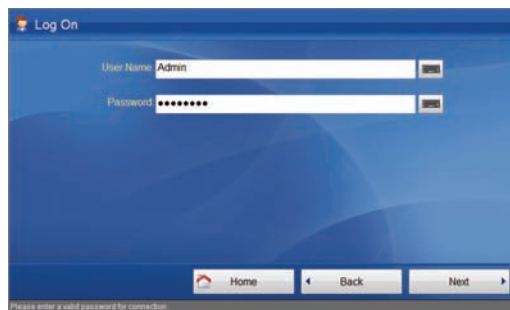 Log On
User Name Admin
Password ●●●●●●●●
Home Back Next
Please enter a valid password for connection